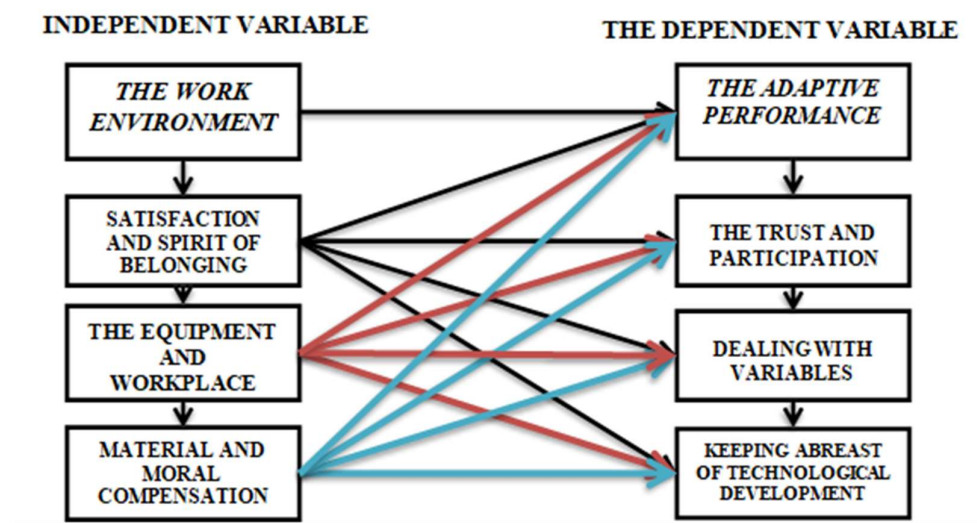 INDEPENDENT VARIABLE
THE DEPENDENT VARIABLE
THE WORK
ENVIRONMENT
SATISFACTION
AND SPIRIT OF
BELONGING
THE EQUIPMENT
AND
WORKPLACE
MATERIAL AND
MORAL
COMPENSATION
THE ADAPTIVE
PERFORMANCE
THE TRUST AND
PARTICIPATION
DEALING WITH
VARIABLES
KEEPING ABREAST
OF TECHNOLOGICAL
DEVELOPMENT